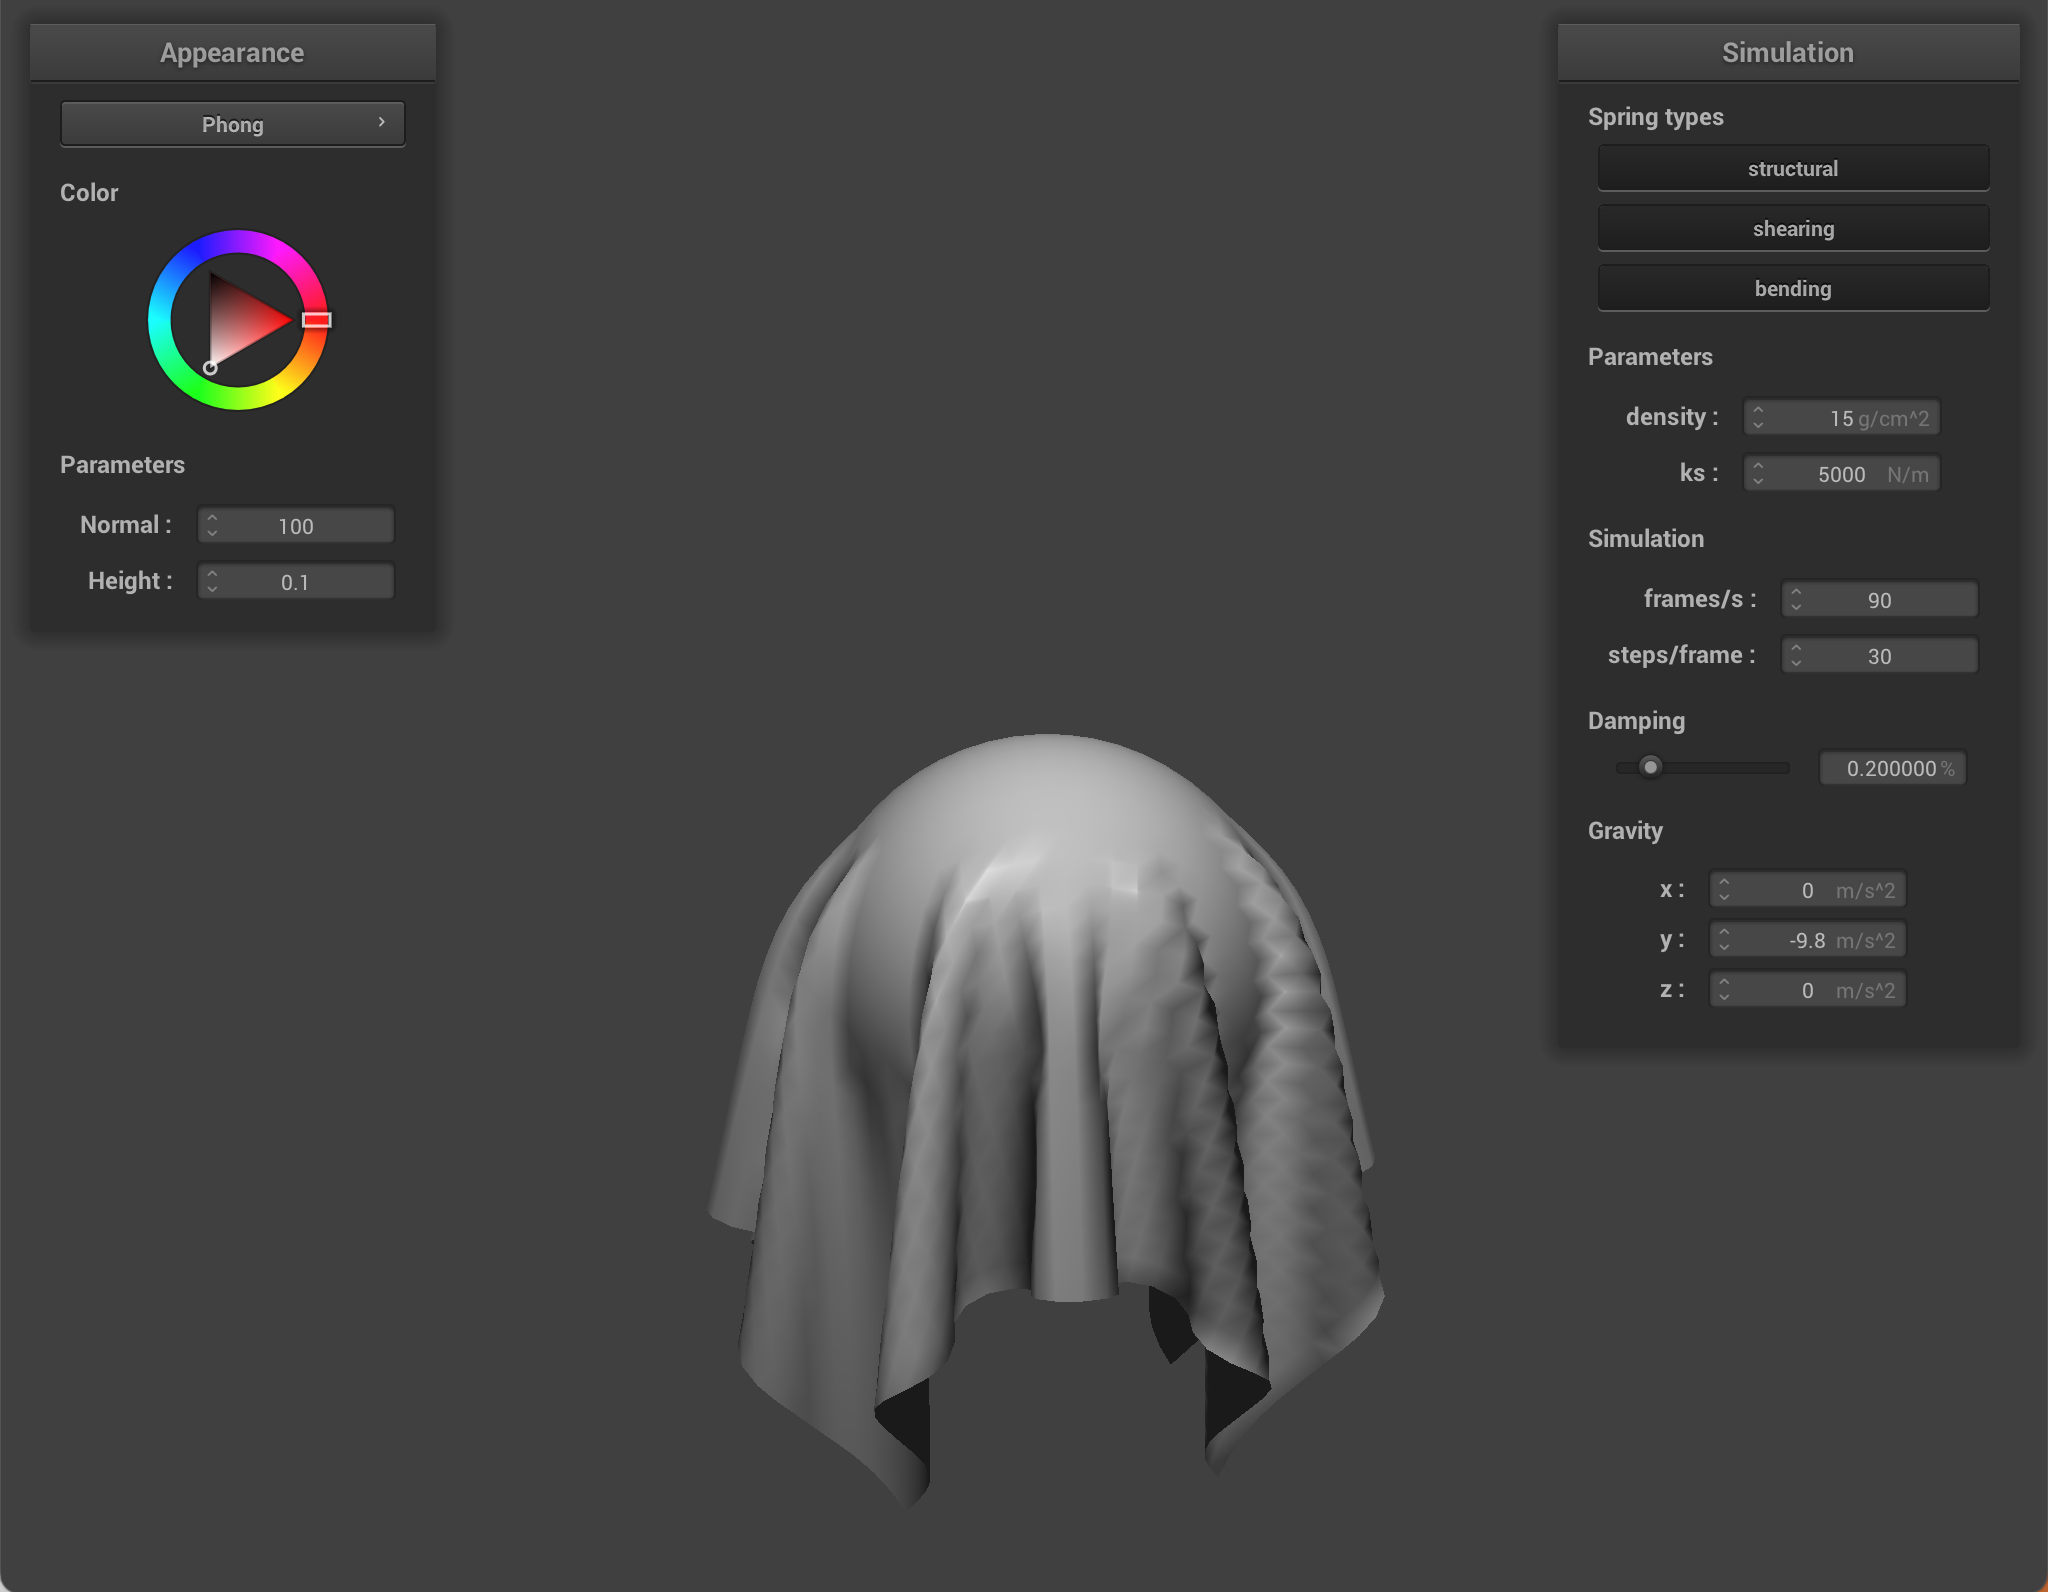 Appearance
Phong
Color
Parameters
Normal : 100
Height : 0.1
Simulation
Spring types
structural
shearing
bending
Parameters
density : 15 g/cm^2
ks : 5000 N/m
Simulation
frames/s : 90
steps/frame : 30
Damping
0.200000 %
Gravity
x : 0 m/s^2
y : -9.8 m/s^2
z : 0 m/s^2